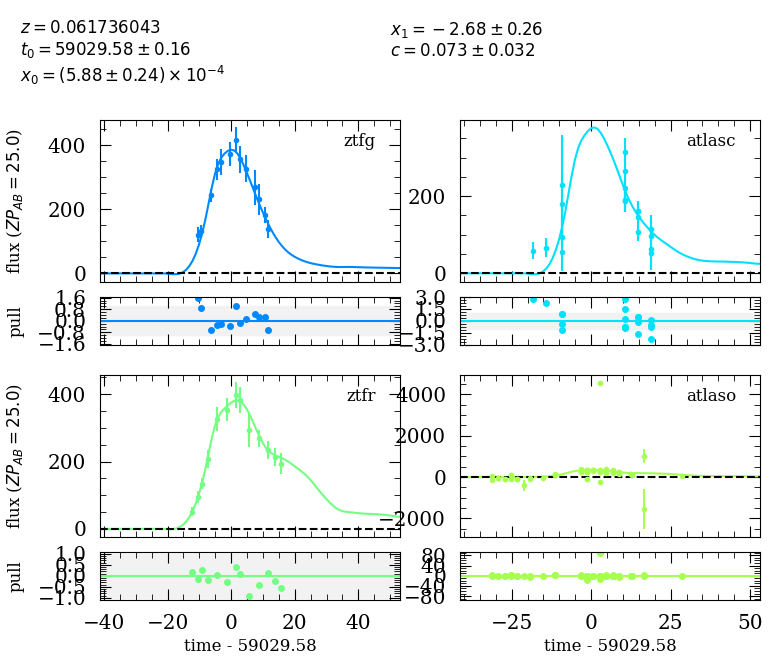 z = 0.061736043
t₀ = 59029.58 ± 0.16
x₀ = (5.88 ± 0.24) × 10⁻⁴
x₁ = −2.68 ± 0.26
c = 0.073 ± 0.032
flux (ZP_AB = 25.0)
400
200
0
ztfg
200
0
atlasc
pull
1.6
0.8
0.0
−0.8
−1.6
3.0
1.5
0.0
−1.5
−3.0
flux (ZP_AB = 25.0)
400
200
0
ztfr
4000
2000
0
−2000
atlaso
pull
1.0
0.5
0.0
−0.5
−1.0
80
40
0
−40
−80
−40 −20 0 20 40
−25 0 25 50
time - 59029.58
time - 59029.58